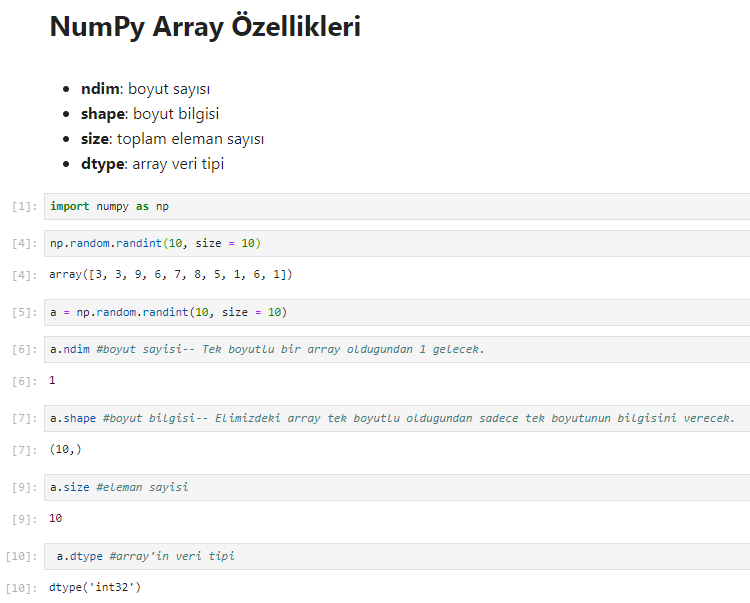 NumPy Array Özellikleri
ndim: boyut sayısı
shape: boyut bilgisi
size: toplam eleman sayısı
dtype: array veri tipi
[1]: import numpy as np
[4]: np.random.randint(10, size = 10)
[4]: array([3, 3, 9, 6, 7, 8, 5, 1, 6, 1])
[5]: a = np.random.randint(10, size = 10)
[6]: a.ndim #boyut sayisi-- Tek boyutlu bir array oldugundan 1 gelecek.
[6]: 1
[7]: a.shape #boyut bilgisi-- Elimizdeki array tek boyutlu oldugundan sadece tek boyutunun bilgisini verecek.
[7]: (10,)
[9]: a.size #eleman sayisi
[9]: 10
[10]: a.dtype #array'in veri tipi
[10]: dtype('int32')